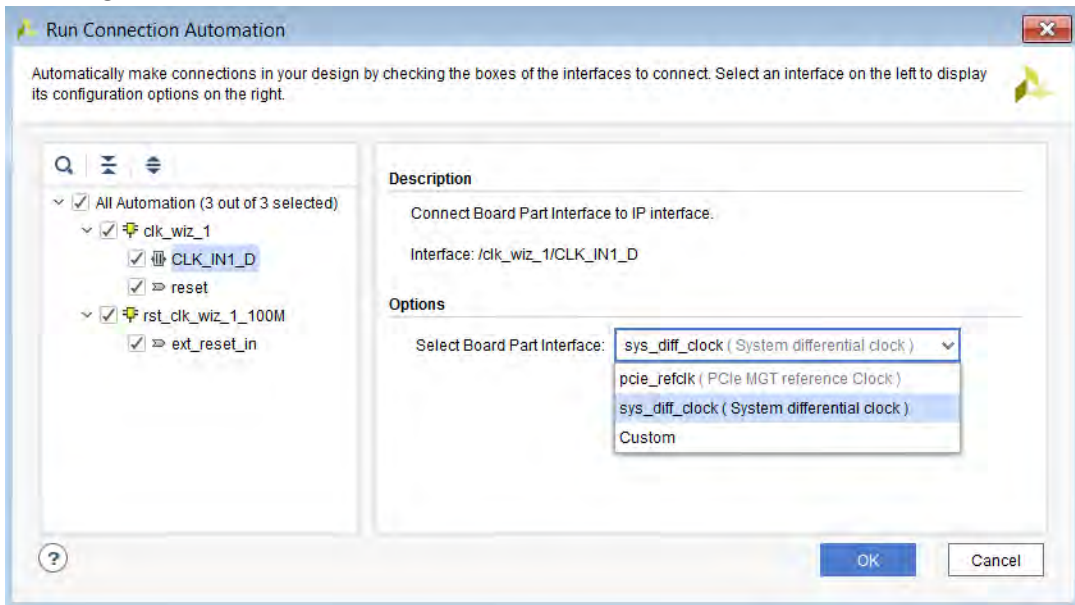 Run Connection Automation
Automatically make connections in your design by checking the boxes of the interfaces to connect. Select an interface on the left to display
its configuration options on the right.
All Automation (3 out of 3 selected)
clk_wiz_1
CLK_IN1_D
reset
rst_clk_wiz_1_100M
ext_reset_in
Description
Connect Board Part Interface to IP interface.
Interface: /clk_wiz_1/CLK_IN1_D
Options
Select Board Part Interface: sys_diff_clock ( System differential clock )
pcie_refclk ( PCIe MGT reference Clock )
sys_diff_clock ( System differential clock )
Custom
?
OK Cancel